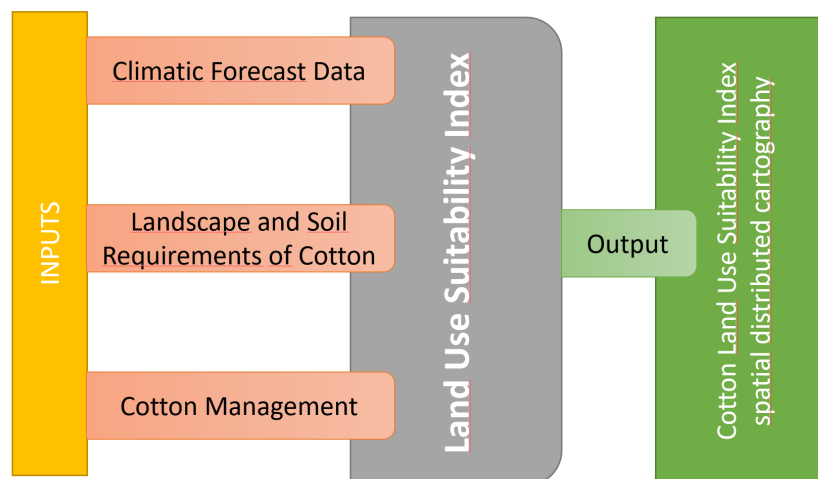 INPUTS
Climatic Forecast Data
Landscape and Soil
Requirements of Cotton
Cotton Management
Land Use Suitability Index
Output
Cotton Land Use Suitability Index
spatial distributed cartography